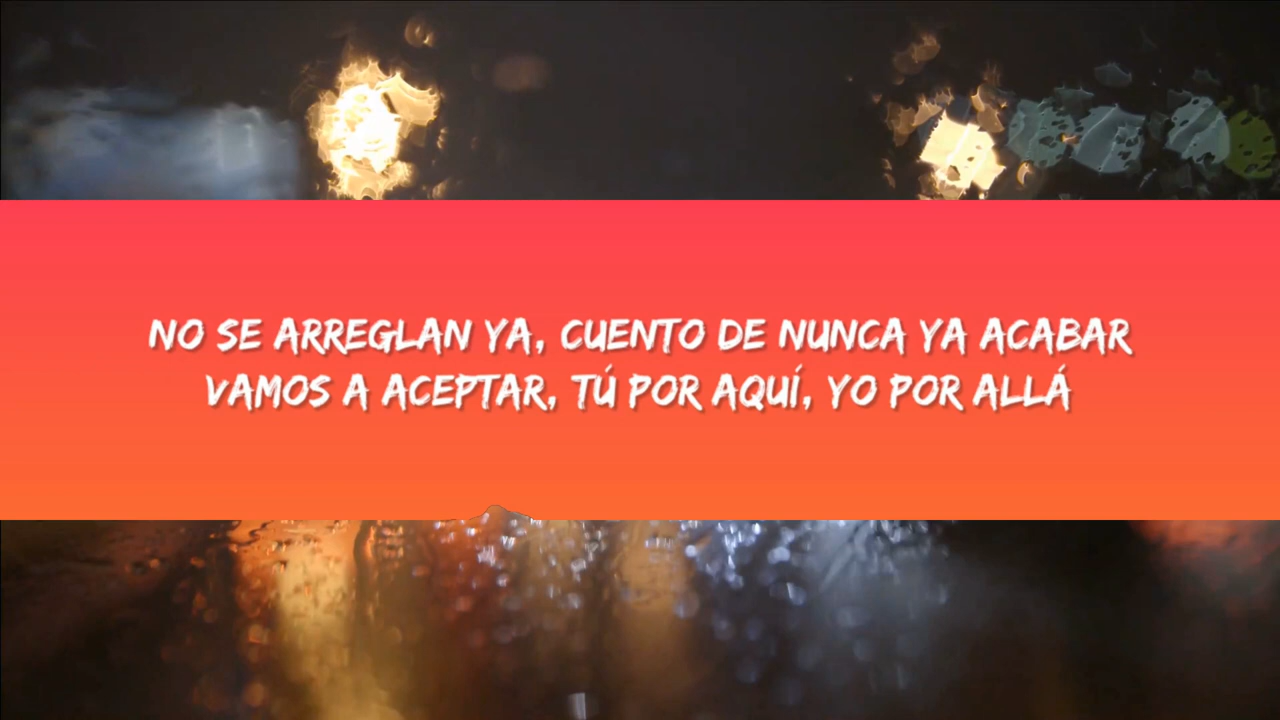 NO SE ARREGLAN YA, CUENTO DE NUNCA YA ACABAR
VAMOS A ACEPTAR, TÚ POR AQUÍ, YO POR ALLÁ